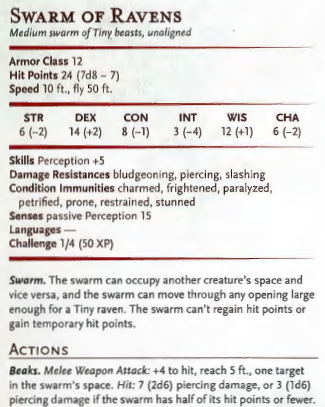 SWARM OF RAVENS
Medium swarm of Tiny beasts, unaligned
Armor Class 12
Hit Points 24 (7d8 – 7)
Speed 10 ft., fly 50 ft.
STR DEX CON INT WIS CHA
6 (–2) 14 (+2) 8 (–1) 3 (–4) 12 (+1) 6 (–2)
Skills Perception +5
Damage Resistances bludgeoning, piercing, slashing
Condition Immunities charmed, frightened, paralyzed,
petrified, prone, restrained, stunned
Senses passive Perception 15
Languages —
Challenge 1/4 (50 XP)
Swarm. The swarm can occupy another creature's space and
vice versa, and the swarm can move through any opening large
enough for a Tiny raven. The swarm can't regain hit points or
gain temporary hit points.
ACTIONS
Beaks. Melee Weapon Attack: +4 to hit, reach 5 ft., one target
in the swarm's space. Hit: 7 (2d6) piercing damage, or 3 (1d6)
piercing damage if the swarm has half of its hit points or fewer.